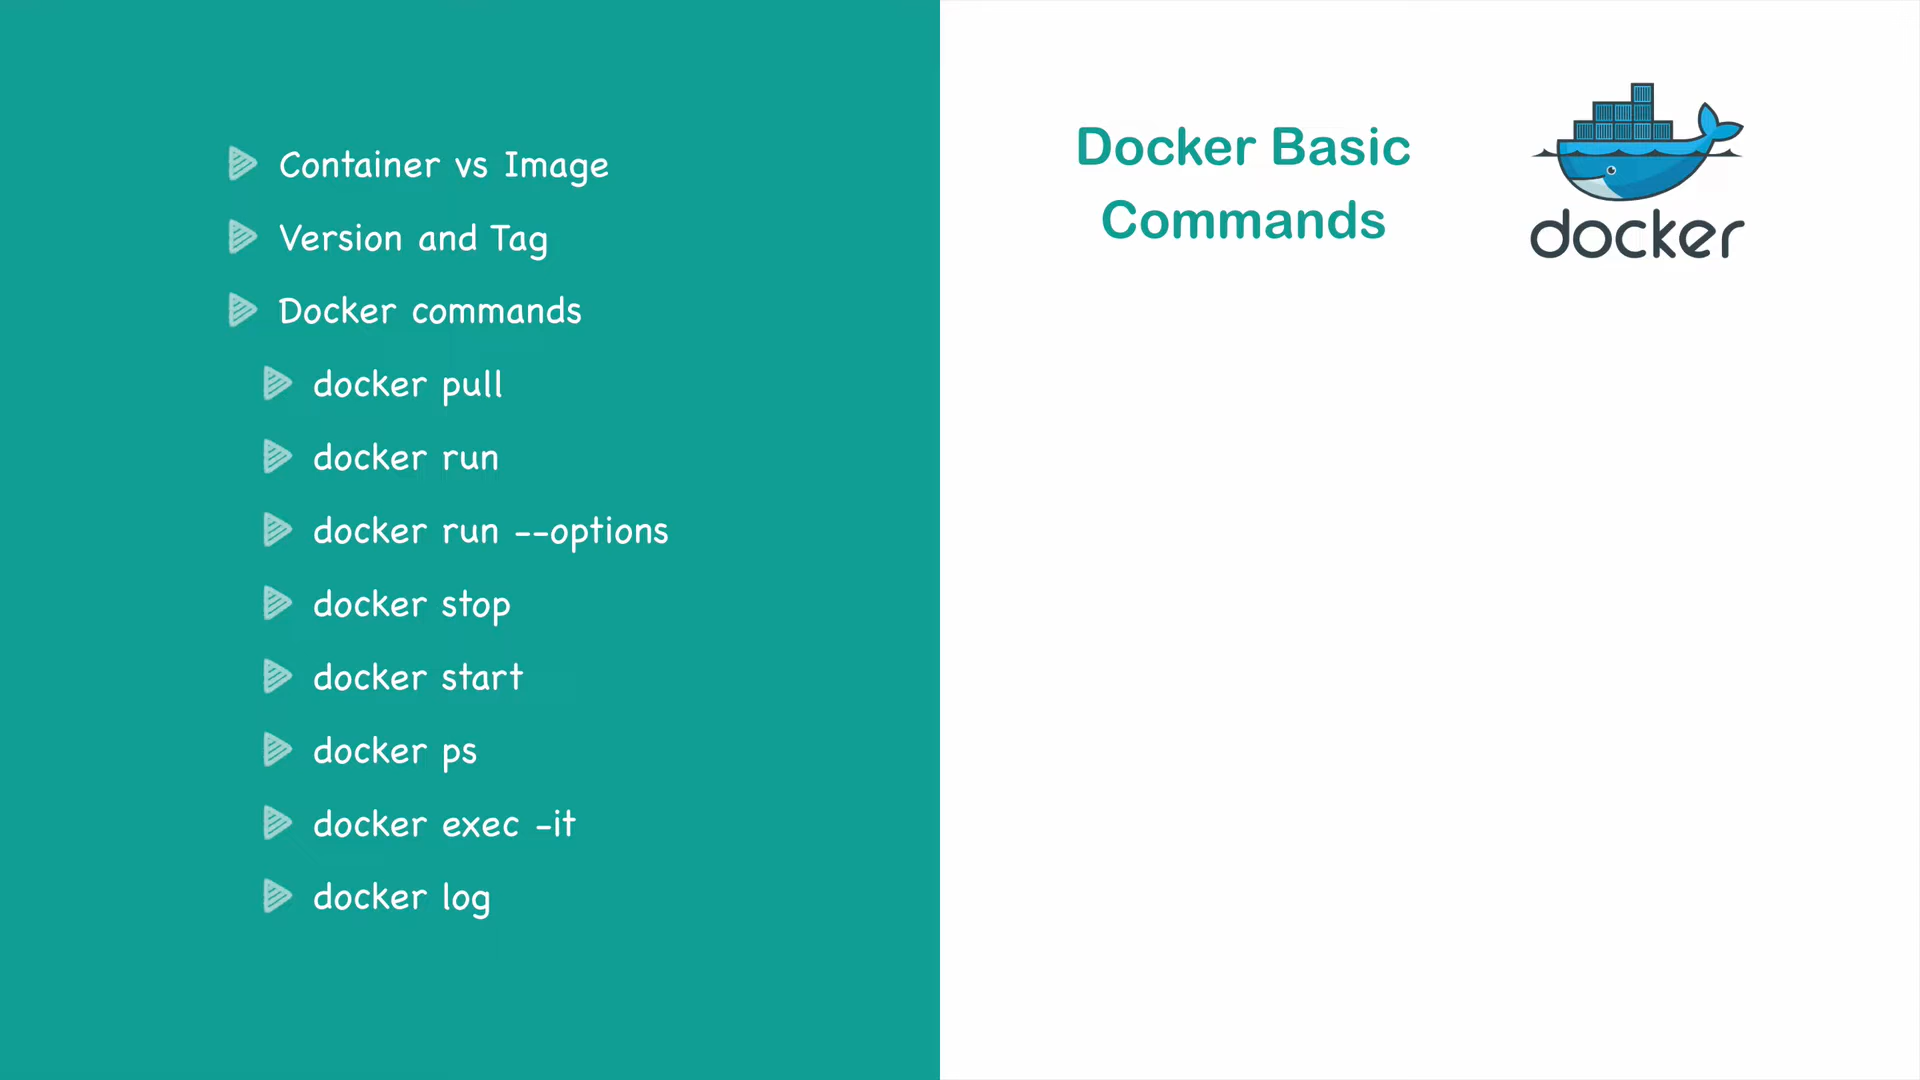 Container vs Image
Version and Tag
Docker commands
docker pull
docker run
docker run --options
docker stop
docker start
docker ps
docker exec -it
docker log
Docker Basic
Commands
docker